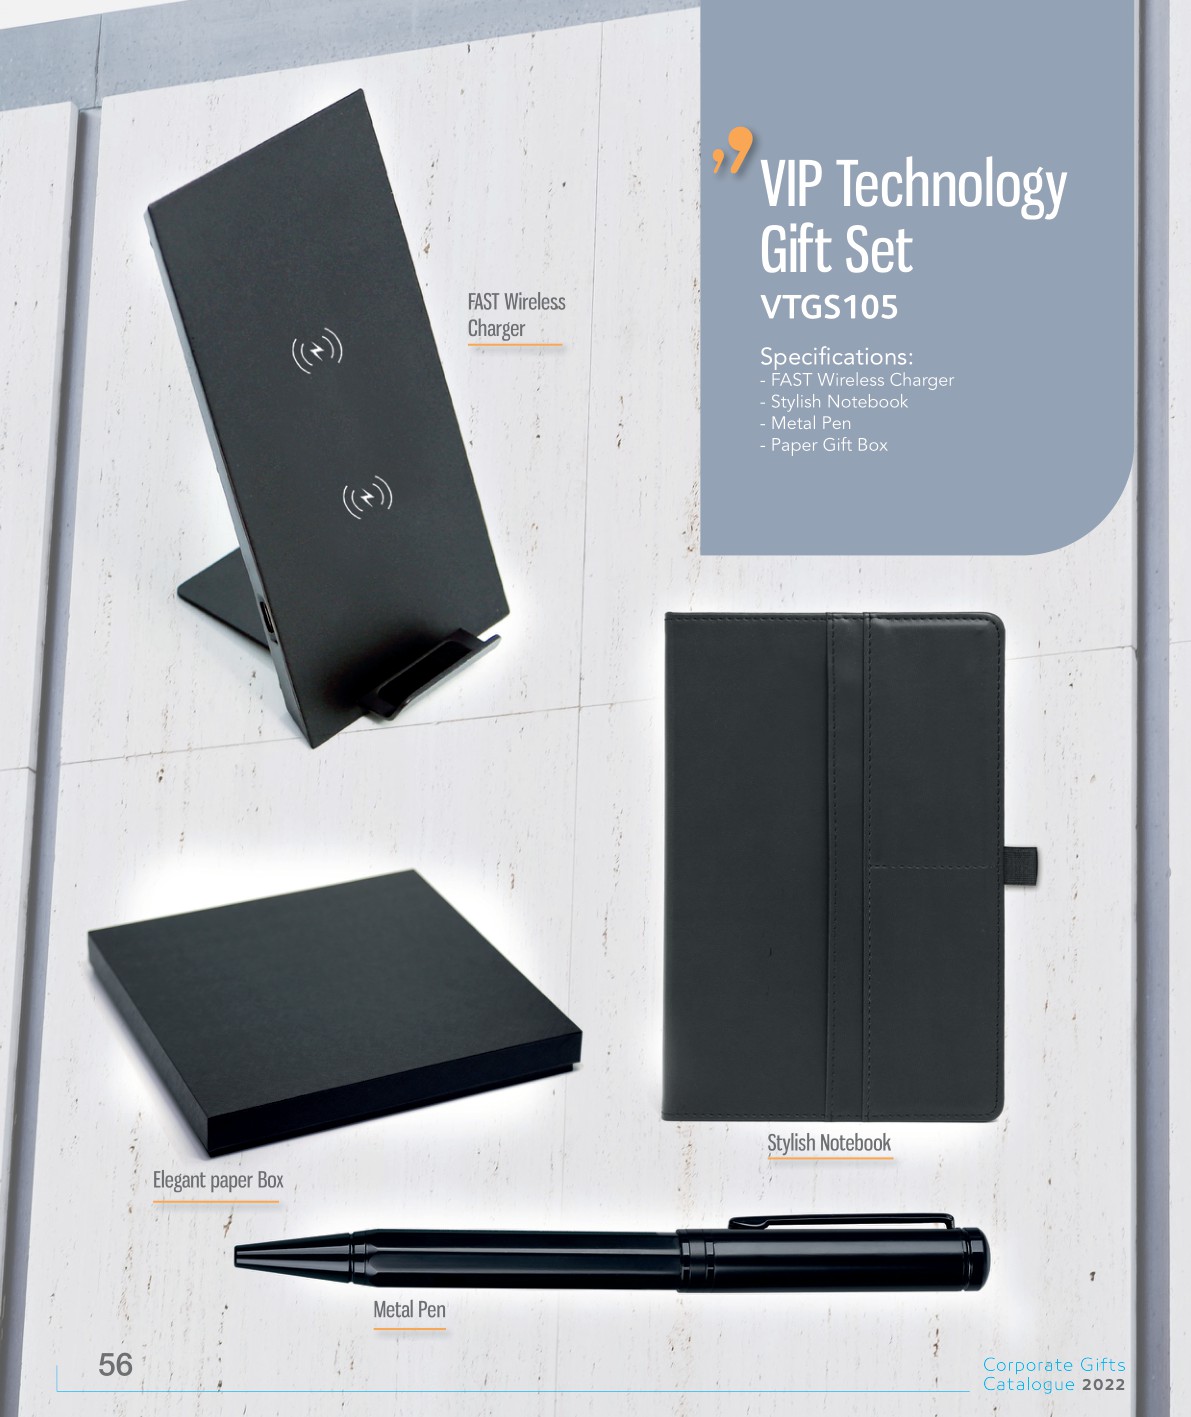 VIP Technology
Gift Set
VTGS105
Specifications:
- FAST Wireless Charger
- Stylish Notebook
- Metal Pen
- Paper Gift Box
FAST Wireless
Charger
Stylish Notebook
Elegant paper Box
Metal Pen
56
Corporate Gifts
Catalogue 2022